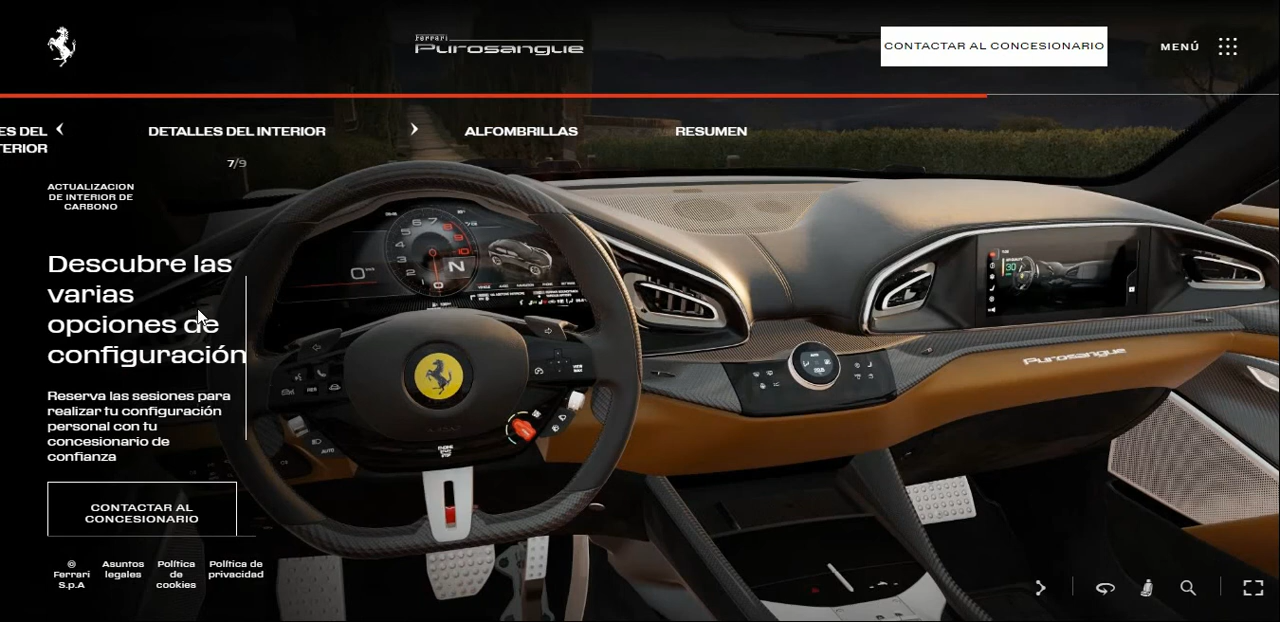 Ferrari
Purosangue
CONTACTAR AL CONCESIONARIO
MENÚ
ES DEL
TERIOR
DETALLES DEL INTERIOR
7/9
ALFOMBRILLAS
RESUMEN
ACTUALIZACION
DE INTERIOR DE
CARBONO
Descubre las
varias
opciones de
configuración
Reserva las sesiones para
realizar tu configuración
personal con tu
concesionario de
confianza
CONTACTAR AL
CONCESIONARIO
©
Ferrari
S.p.A
Asuntos
legales
Política
de
cookies
Política de
privacidad
N
Purosangue
AUTO